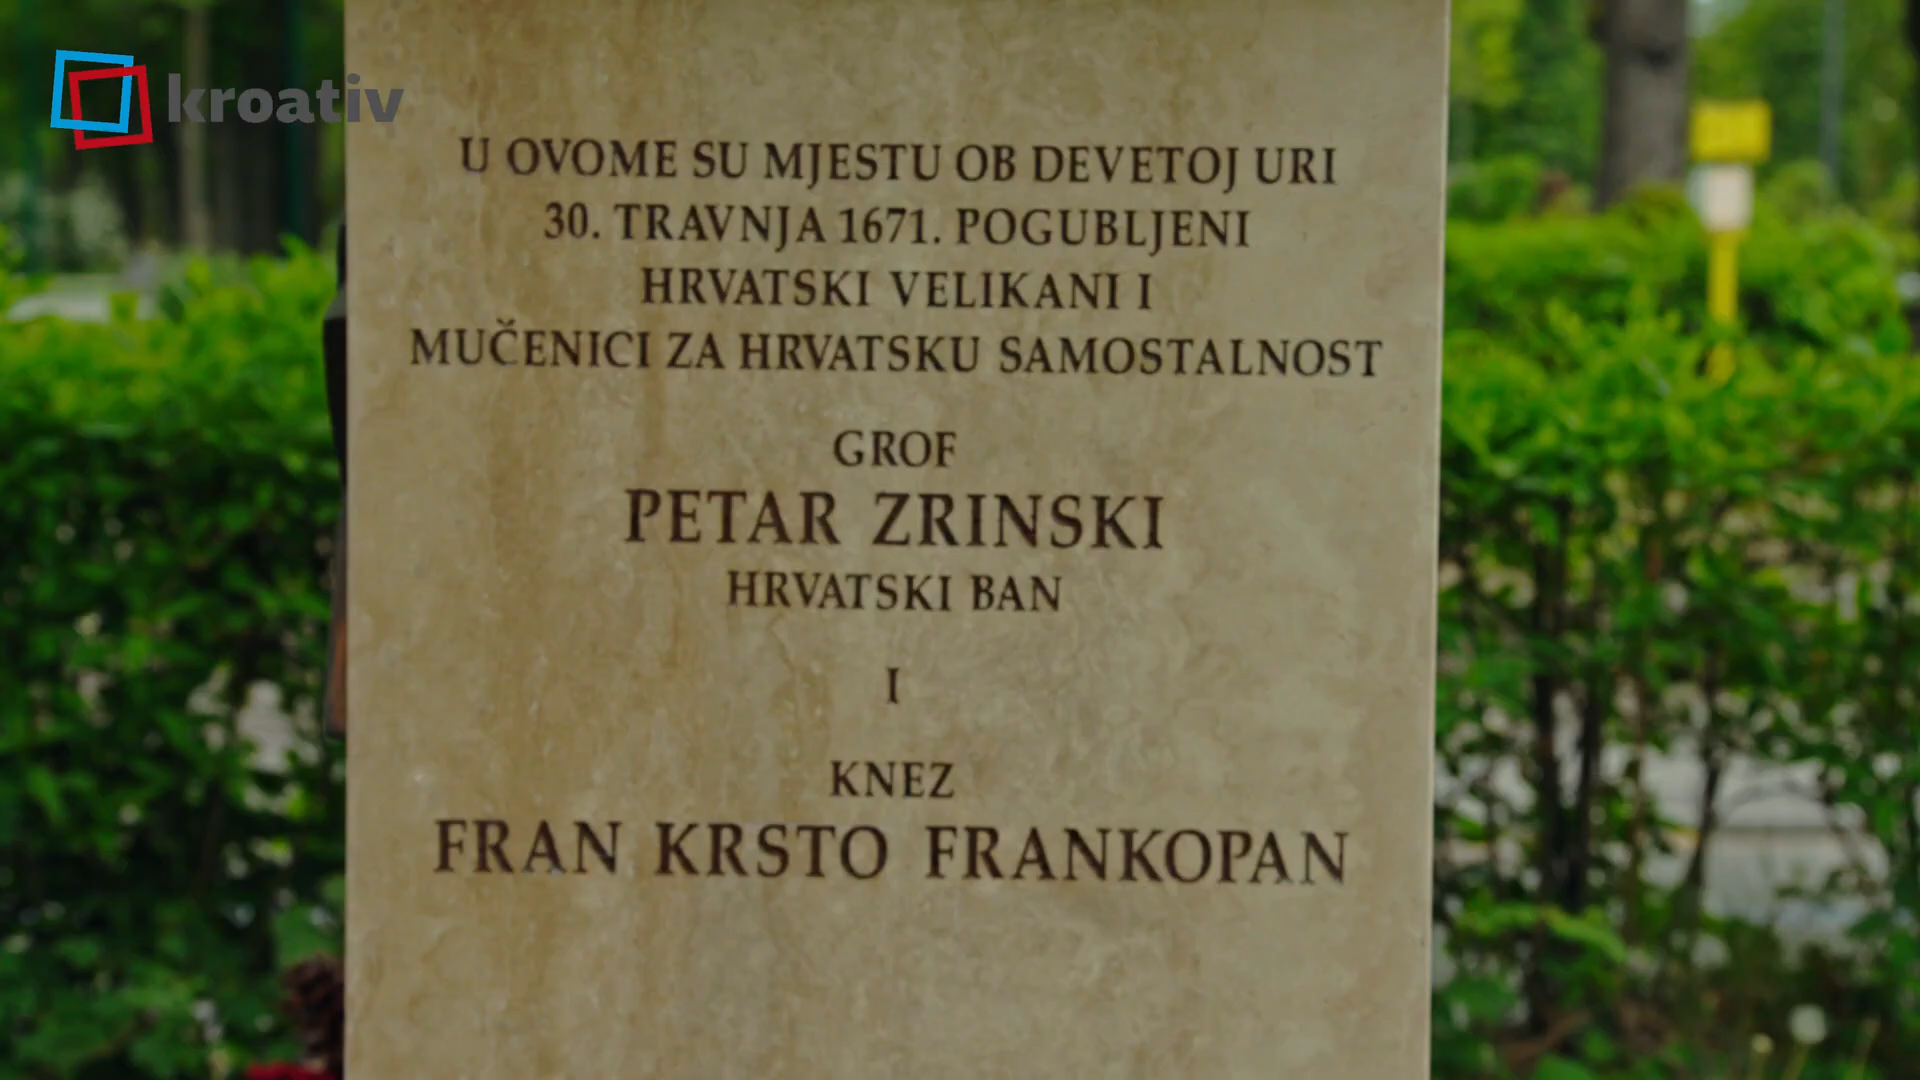 kroativ
U OVOME SU MJESTU OB DEVETOJ URI
30. TRAVNJA 1671. POGUBLJENI
HRVATSKI VELIKANI I
MUČENICI ZA HRVATSKU SAMOSTALNOST
GROF
PETAR ZRINSKI
HRVATSKI BAN
I
KNEZ
FRAN KRSTO FRANKOPAN